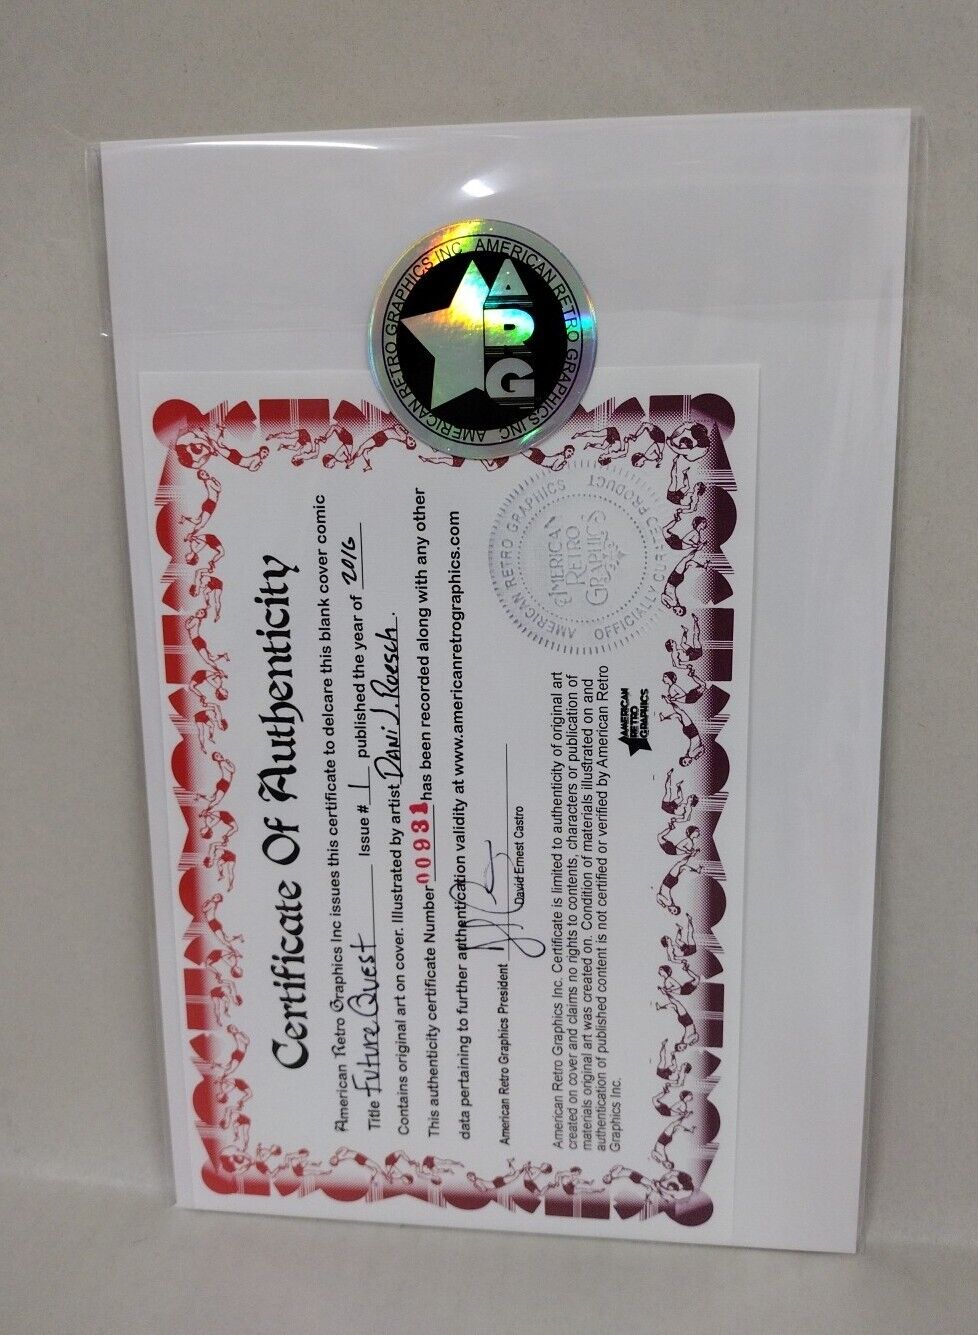 Certificate Of Authenticity
American Retro Graphics Inc issues this certificate to delcare this blank cover comic
Title Future Quest Issue # 1 published the year of 2016
Contains original art on cover. Illustrated by artist Dani J. Roesch.
This authenticity certificate Number 00931 has been recorded along with any other
data pertaining to further authentication validity at www.americanretrographics.com
American Retro Graphics President
David Ernest Castro
American Retro Graphics Inc. Certificate is limited to authenticity of original art
created on cover and claims no rights to contents, characters or publication of
materials original art was created on. Condition of materials illustrated on and
authentication of published content is not certified or verified by American Retro
Graphics Inc.
AMERICAN
RETRO
GRAPHICS
AMERICAN RETRO GRAPHICS
OFFICIALLY CURSED PRODUCT
AMERICAN
RETRO
GRAPHICS
AMERICAN RETRO GRAPHICS INC. AMERICAN RETRO GRAPHICS INC.